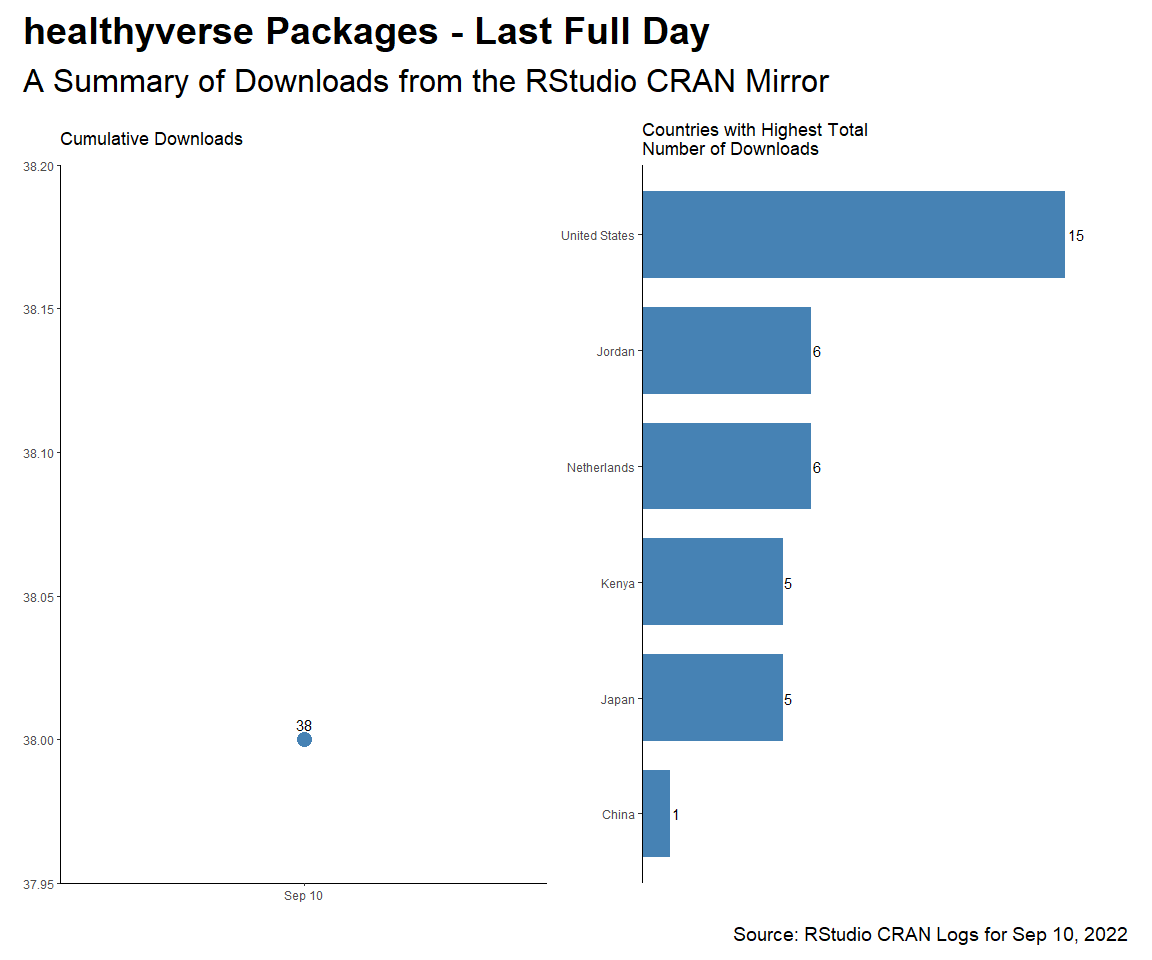 healthyverse Packages - Last Full Day
A Summary of Downloads from the RStudio CRAN Mirror
Cumulative Downloads
38.20
38.15
38.10
38.05
38.00
37.95
38
Sep 10
Countries with Highest Total
Number of Downloads
United States 15
Jordan 6
Netherlands 6
Kenya 5
Japan 5
China 1
Source: RStudio CRAN Logs for Sep 10, 2022